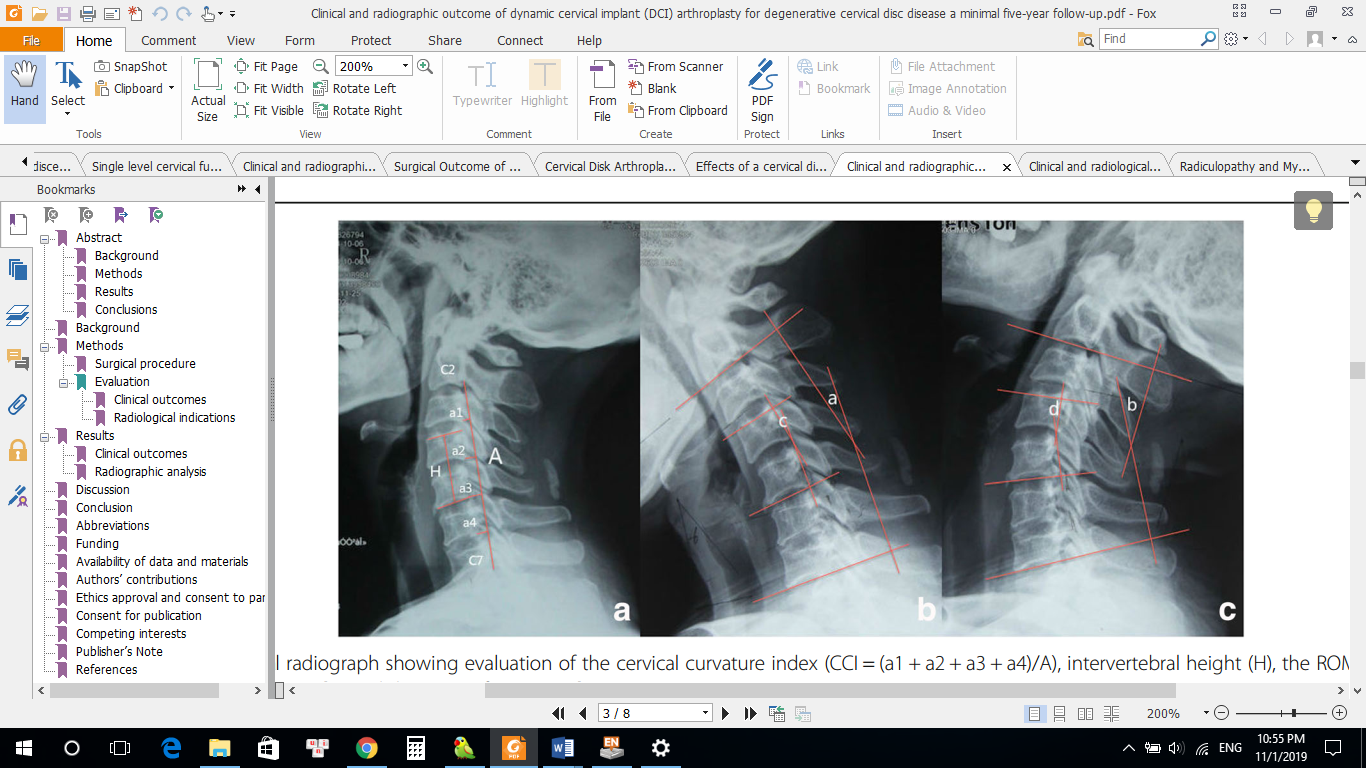 Clinical and radiographic outcome of dynamic cervical implant (DCI) arthroplasty for degenerative cervical disc disease a minimal five-year follow-up.pdf - Fox
File Home Comment View Form Protect Share Connect Help
Find
Hand
Select
SnapShot
Clipboard
Tools
Actual Size
Fit Page
Fit Width
Fit Visible
200%
Rotate Left
Rotate Right
View
Typewriter
Highlight
Comment
From File
From Scanner
Blank
From Clipboard
Create
PDF Sign
Protect
Link
Bookmark
Links
File Attachment
Image Annotation
Audio & Video
Insert
disce... Single level cervical fu... Clinical and radiographi... Surgical Outcome of ... Cervical Disk Arthropla... Effects of a cervical di... Clinical and radiographic... Clinical and radiological... Radiculopathy and My...
Bookmarks
Abstract
Background
Methods
Results
Conclusions
Background
Methods
Surgical procedure
Evaluation
Clinical outcomes
Radiological indications
Results
Clinical outcomes
Radiographic analysis
Discussion
Conclusion
Abbreviations
Funding
Availability of data and materials
Authors' contributions
Ethics approval and consent to par
Consent for publication
Competing interests
Publisher's Note
References
R
C2
a1
a2
H
A
a3
a4
C7
a
a
c
b
d
b
c
l radiograph showing evaluation of the cervical curvature index (CCI = (a1 + a2 + a3 + a4)/A), intervertebral height (H), the ROM
3 / 8
200%
ENG
10:55 PM
11/1/2019